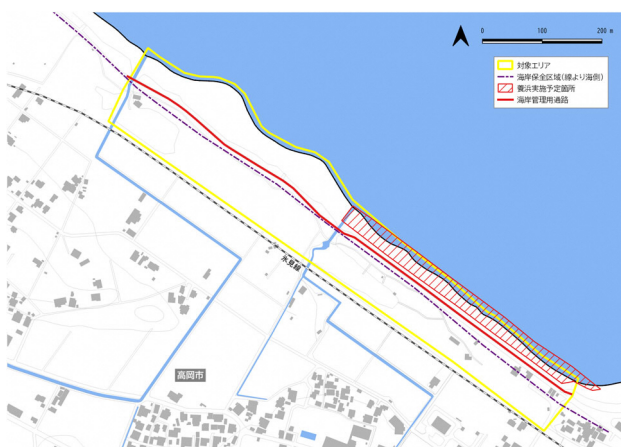 0 100 200 m
対象エリア
海岸保全区域(線より海側)
養浜実施予定箇所
海岸管理用通路
氷見線
高岡市